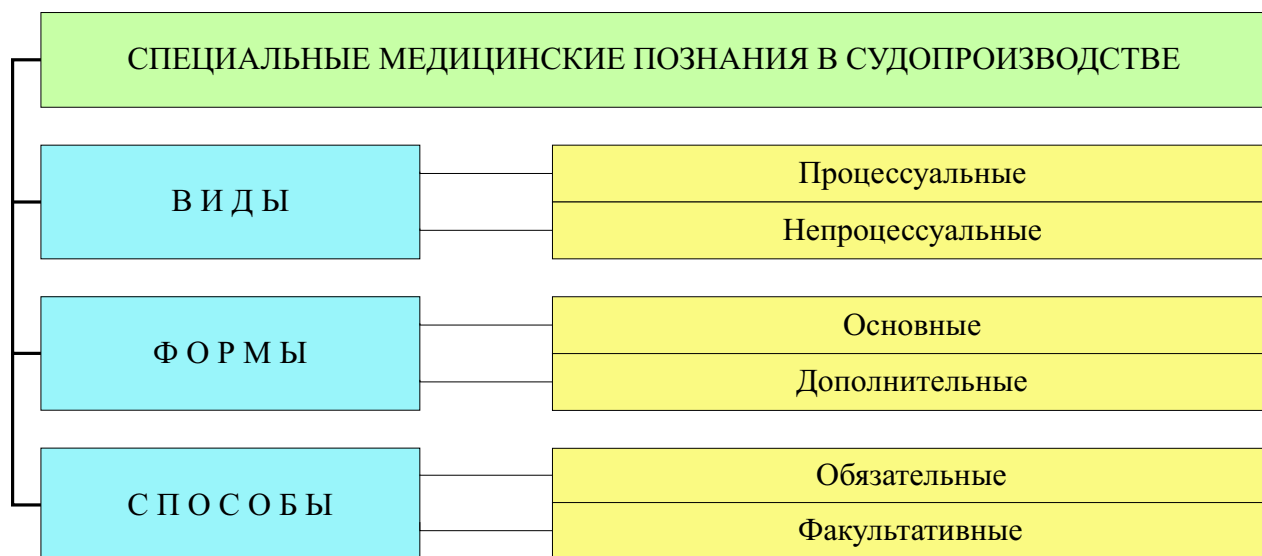 СПЕЦИАЛЬНЫЕ МЕДИЦИНСКИЕ ПОЗНАНИЯ В СУДОПРОИЗВОДСТВЕ
В И Д Ы
Процессуальные
Непроцессуальные
Ф О Р М Ы
Основные
Дополнительные
С П О С О Б Ы
Обязательные
Факультативные